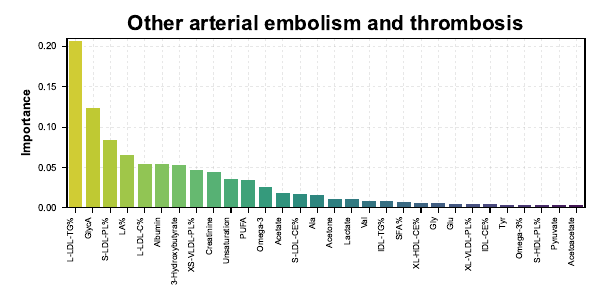 Other arterial embolism and thrombosis
Importance
0.20
0.15
0.10
0.05
0.00
L-LDL-TG%
GlycA
S-LDL-PL%
LA%
L-LDL-C%
Albumin
3-Hydroxybutyrate
XS-VLDL-PL%
Creatinine
Unsaturation
PUFA
Omega-3
Acetate
S-LDL-CE%
Ala
Acetone
Lactate
Val
IDL-TG%
SFA%
XL-HDL-CE%
Gly
Glu
XL-VLDL-PL%
IDL-CE%
Tyr
Omega-3%
S-HDL-PL%
Pyruvate
Acetoacetate